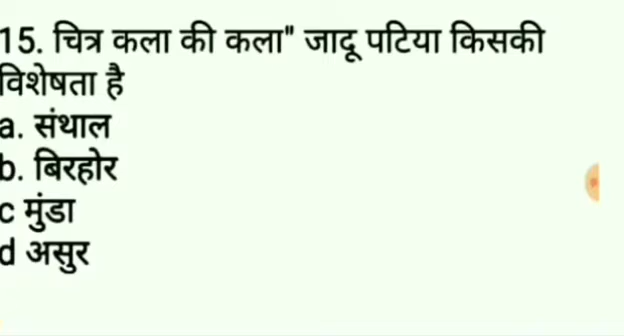 15. चित्र कला की कला" जादू पटिया किसकी
विशेषता है
a. संथाल
b. बिरहोर
c मुंडा
d असुर